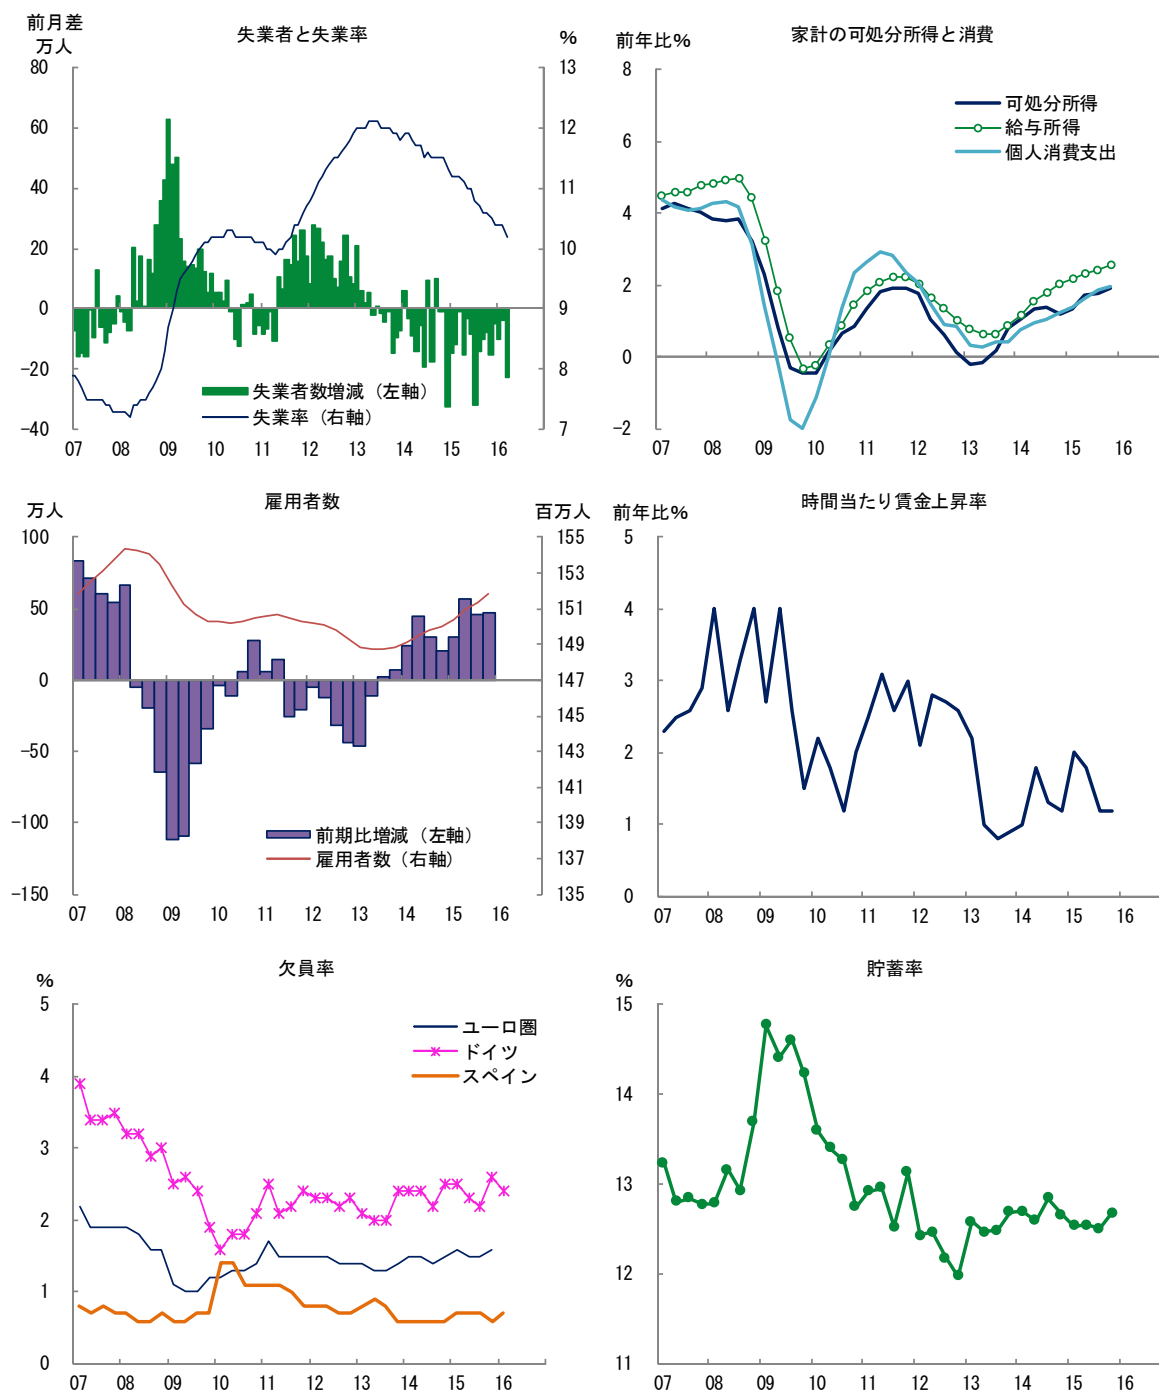 失業者と失業率
前月差
万人
%
80
60
40
20
0
-20
-40
13
12
11
10
9
8
7
失業者数増減（左軸）
失業率（右軸）
07 08 09 10 11 12 13 14 15 16
家計の可処分所得と消費
前年比%
8
6
4
2
0
-2
可処分所得
給与所得
個人消費支出
07 08 09 10 11 12 13 14 15 16
雇用者数
万人
百万人
100
50
0
-50
-100
-150
155
153
151
149
147
145
143
141
139
137
135
前期比増減（左軸）
雇用者数（右軸）
07 08 09 10 11 12 13 14 15 16
時間当たり賃金上昇率
前年比%
5
4
3
2
1
0
07 08 09 10 11 12 13 14 15 16
欠員率
%
5
4
3
2
1
0
ユーロ圏
ドイツ
スペイン
07 08 09 10 11 12 13 14 15 16
貯蓄率
%
15
14
13
12
11
07 08 09 10 11 12 13 14 15 16